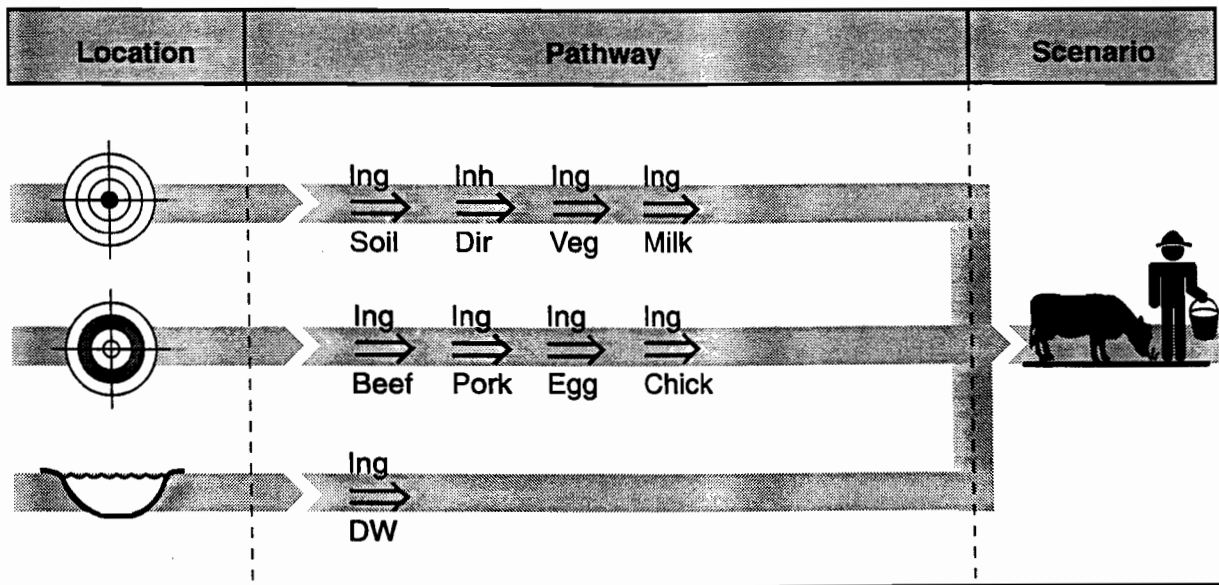 Location Pathway Scenario
Ing Inh Ing Ing
Soil Dir Veg Milk
Ing Ing Ing Ing
Beef Pork Egg Chick
Ing
DW